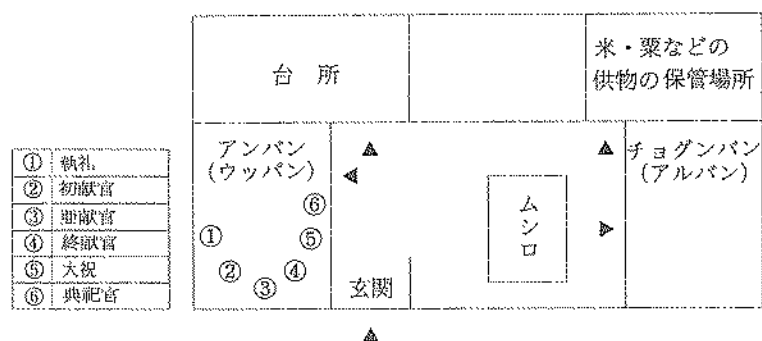 台所
米・粟などの
供物の保管場所
アンバン
(ウッパン)
チョグンバン
(アルバン)
ムシロ
玄関
①
②
③
④
⑤
⑥
① 執礼
② 初献官
③ 亜献官
④ 終献官
⑤ 大祝
⑥ 典祀官